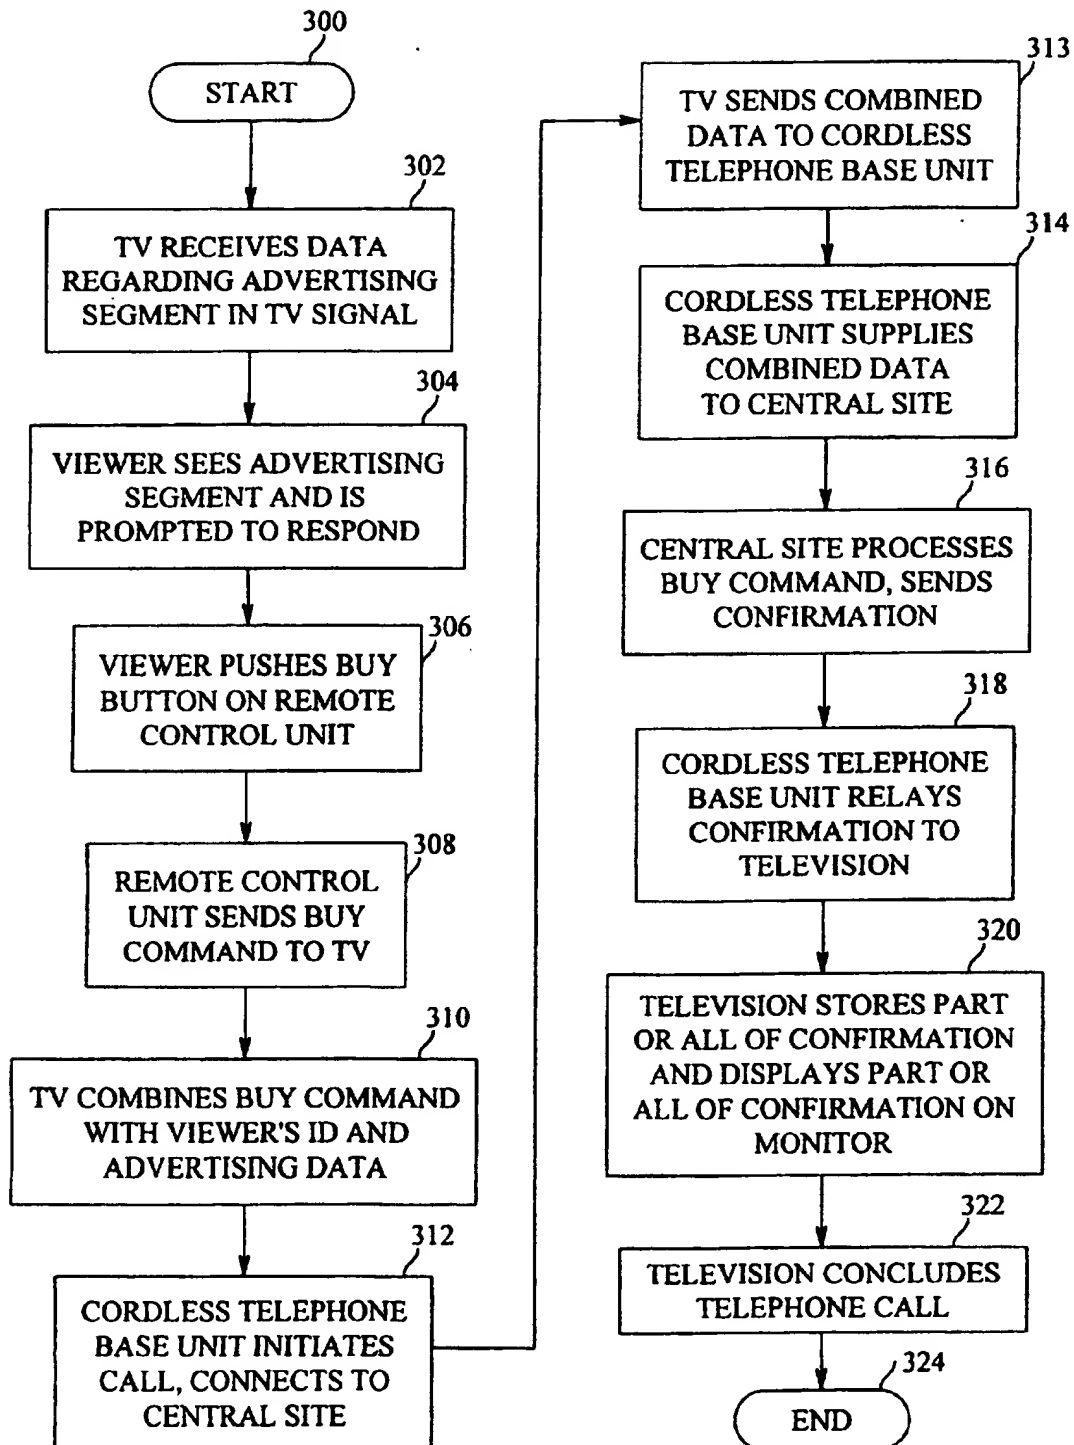 300
START
302
TV RECEIVES DATA
REGARDING ADVERTISING
SEGMENT IN TV SIGNAL
304
VIEWER SEES ADVERTISING
SEGMENT AND IS
PROMPTED TO RESPOND
306
VIEWER PUSHES BUY
BUTTON ON REMOTE
CONTROL UNIT
308
REMOTE CONTROL
UNIT SENDS BUY
COMMAND TO TV
310
TV COMBINES BUY COMMAND
WITH VIEWER'S ID AND
ADVERTISING DATA
312
CORDLESS TELEPHONE
BASE UNIT INITIATES
CALL, CONNECTS TO
CENTRAL SITE
313
TV SENDS COMBINED
DATA TO CORDLESS
TELEPHONE BASE UNIT
314
CORDLESS TELEPHONE
BASE UNIT SUPPLIES
COMBINED DATA
TO CENTRAL SITE
316
CENTRAL SITE PROCESSES
BUY COMMAND, SENDS
CONFIRMATION
318
CORDLESS TELEPHONE
BASE UNIT RELAYS
CONFIRMATION TO
TELEVISION
320
TELEVISION STORES PART
OR ALL OF CONFIRMATION
AND DISPLAYS PART OR
ALL OF CONFIRMATION ON
MONITOR
322
TELEVISION CONCLUDES
TELEPHONE CALL
324
END